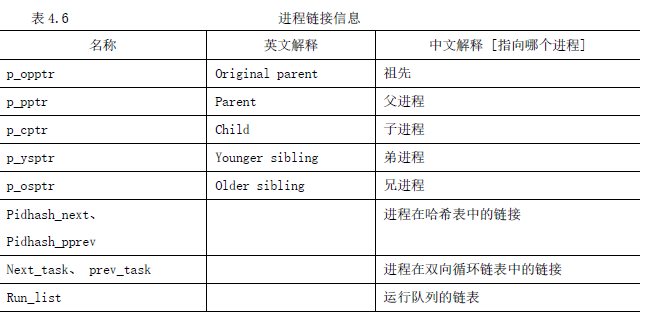 表 4.6 进程链接信息
名称 英文解释 中文解释 [指向哪个进程]
p_opptr Original parent 祖先
p_pptr Parent 父进程
p_cptr Child 子进程
p_ysptr Younger sibling 弟进程
p_osptr Older sibling 兄进程
Pidhash_next、 进程在哈希表中的链接
Pidhash_pprev
Next_task、 prev_task 进程在双向循环链表中的链接
Run_list 运行队列的链表